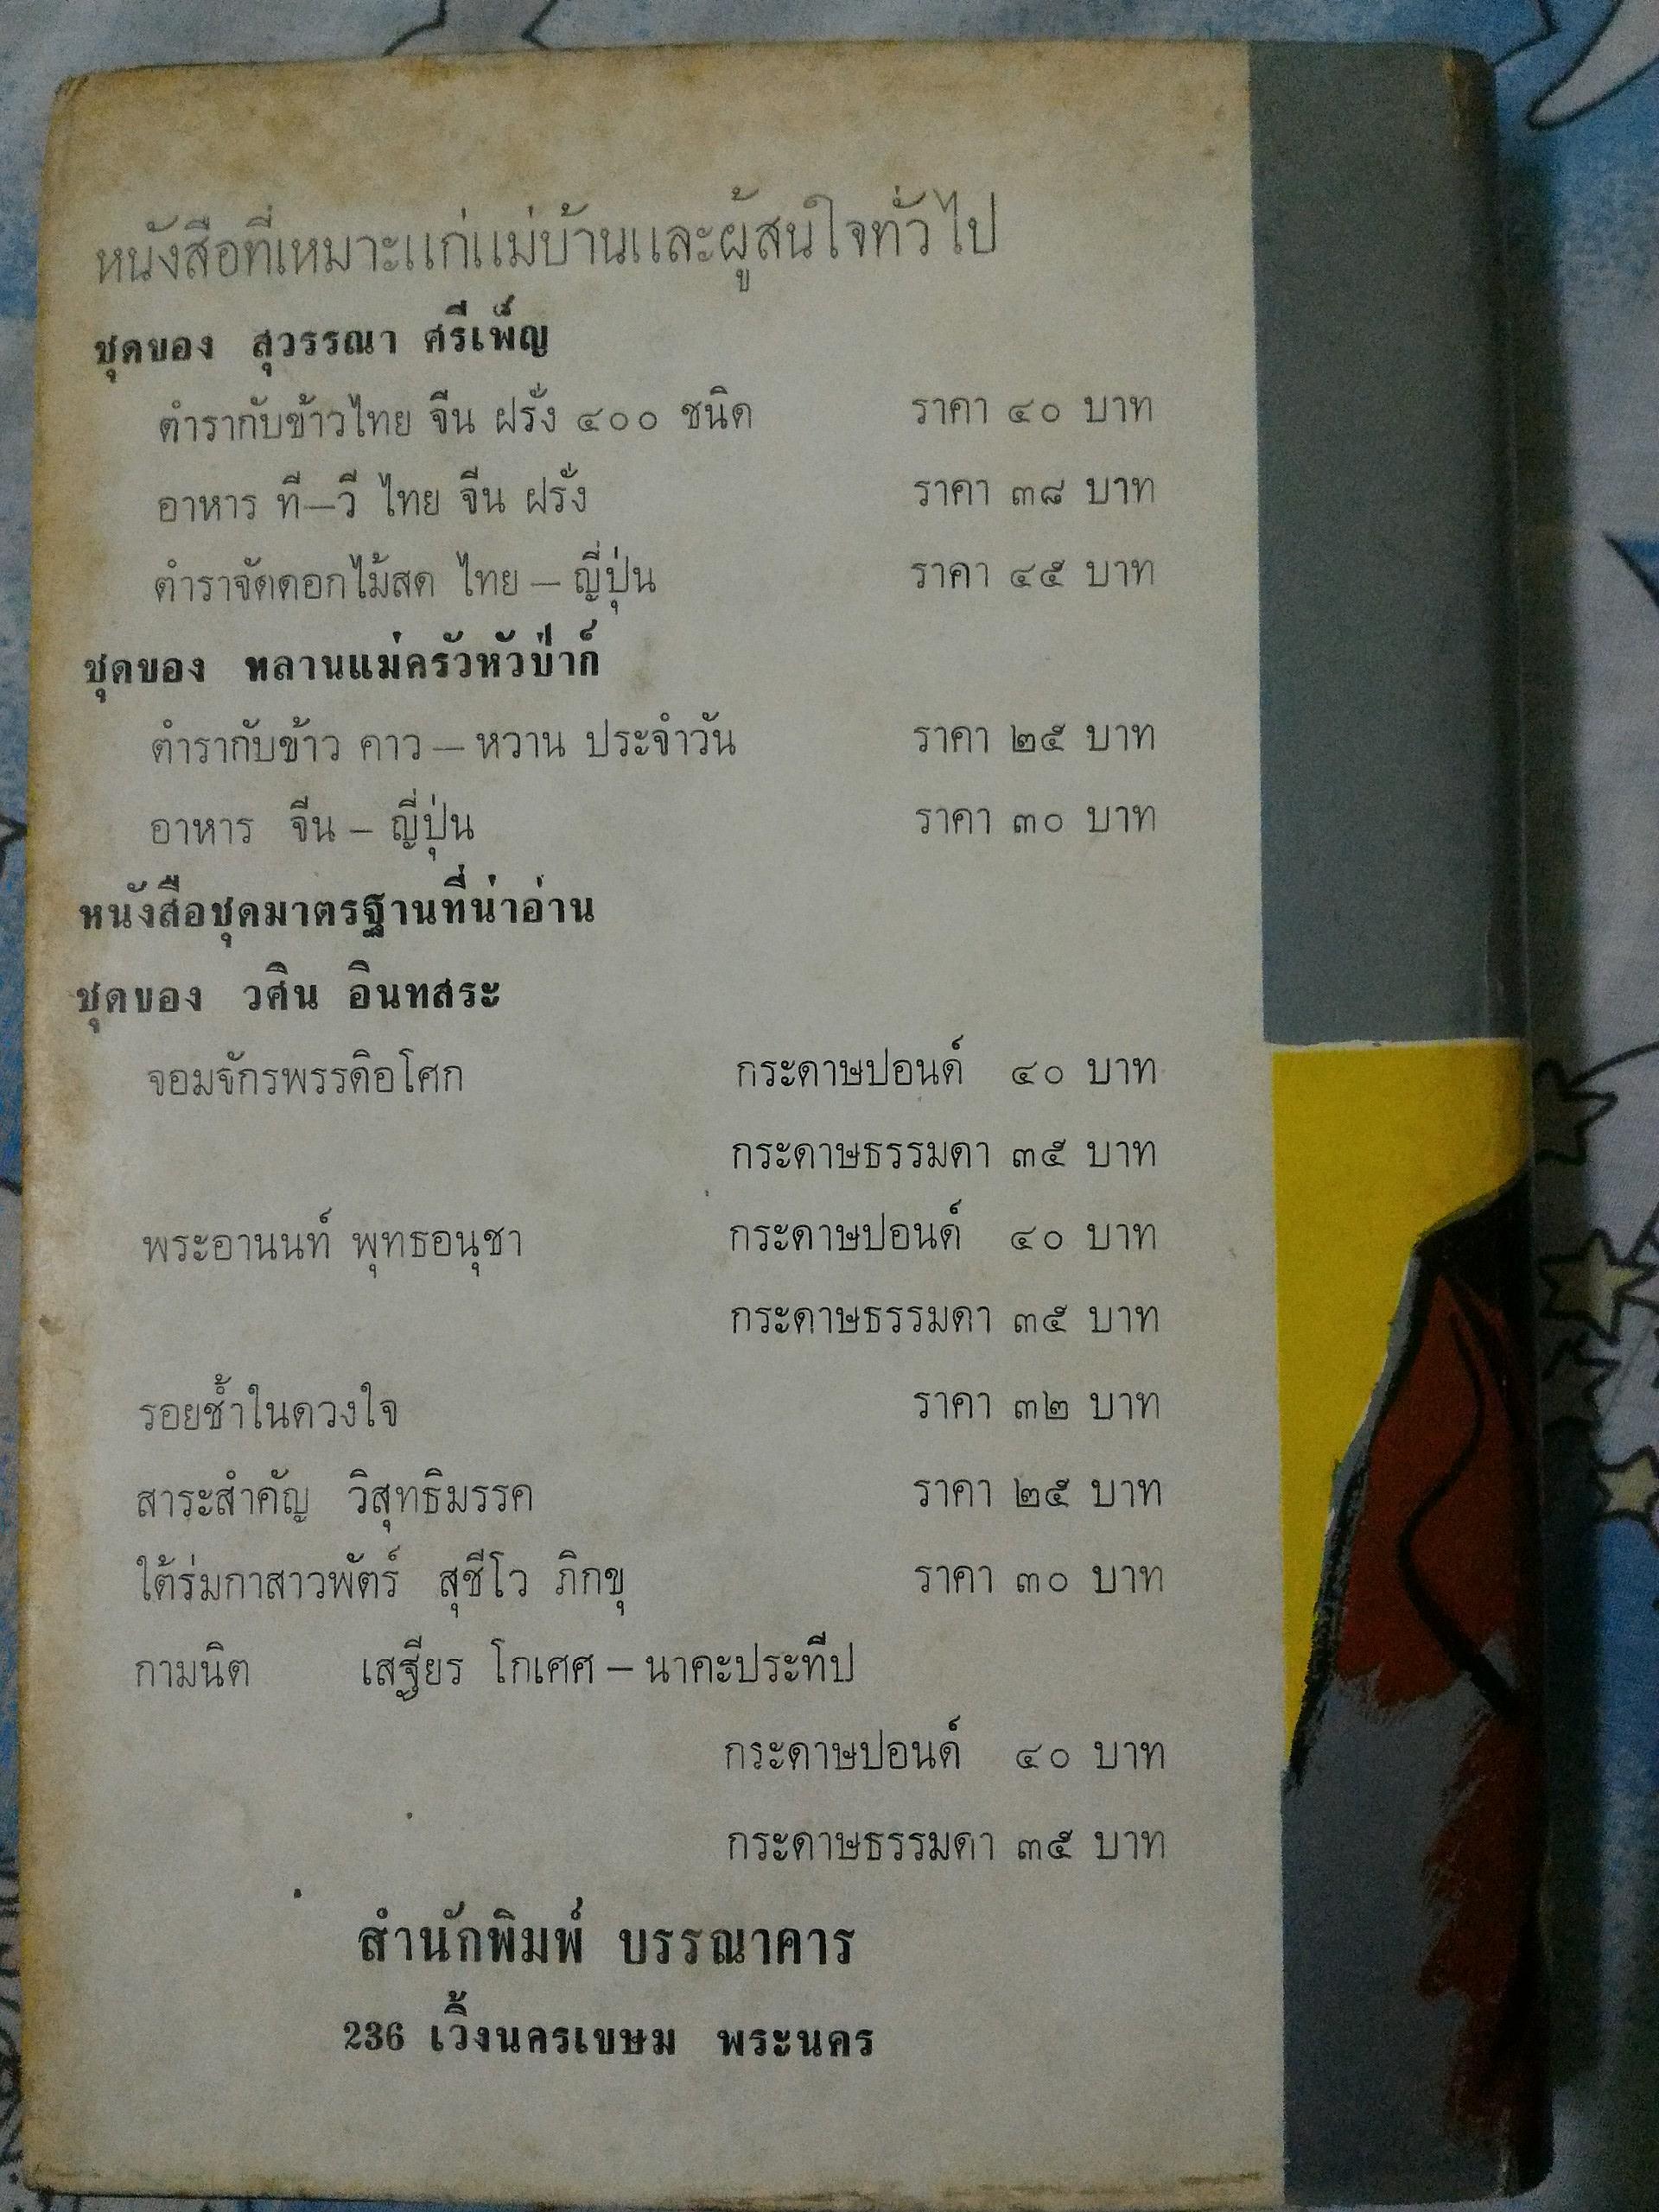 หนังสือที่เหมาะแก่แม่บ้านและผู้สนใจทั่วไป
ชุดของ สุวรรณา ศรีเพ็ญ
ตำรากับข้าวไทย จีน ฝรั่ง ๔๐๐ ชนิด ราคา ๔๐ บาท
อาหาร ที—วี ไทย จีน ฝรั่ง ราคา ๓๘ บาท
ตำราจัดดอกไม้สด ไทย — ญี่ปุ่น ราคา ๔๕ บาท
ชุดของ หลานแม่ครัวหัวป่าก์
ตำรากับข้าว คาว — หวาน ประจำวัน ราคา ๒๕ บาท
อาหาร จีน — ญี่ปุ่น ราคา ๓๐ บาท
หนังสือชุดมาตรฐานที่น่าอ่าน
ชุดของ วศิน อินทสระ
จอมจักรพรรดิอโศก กระดาษปอนด์ ๔๐ บาท
กระดาษธรรมดา ๓๕ บาท
พระอานนท์ พุทธอนุชา กระดาษปอนด์ ๔๐ บาท
กระดาษธรรมดา ๓๕ บาท
รอยช้ำในดวงใจ ราคา ๓๒ บาท
สาระสำคัญ วิสุทธิมรรค ราคา ๒๕ บาท
ใต้ร่มกาสาวพัตร์ สุชีโว ภิกขุ ราคา ๓๐ บาท
กามนิต เสฐียร โกเศศ — นาคะประทีป
กระดาษปอนด์ ๔๐ บาท
กระดาษธรรมดา ๓๕ บาท
สำนักพิมพ์ บรรณาคาร
236 เวิ้งนครเขษม พระนคร